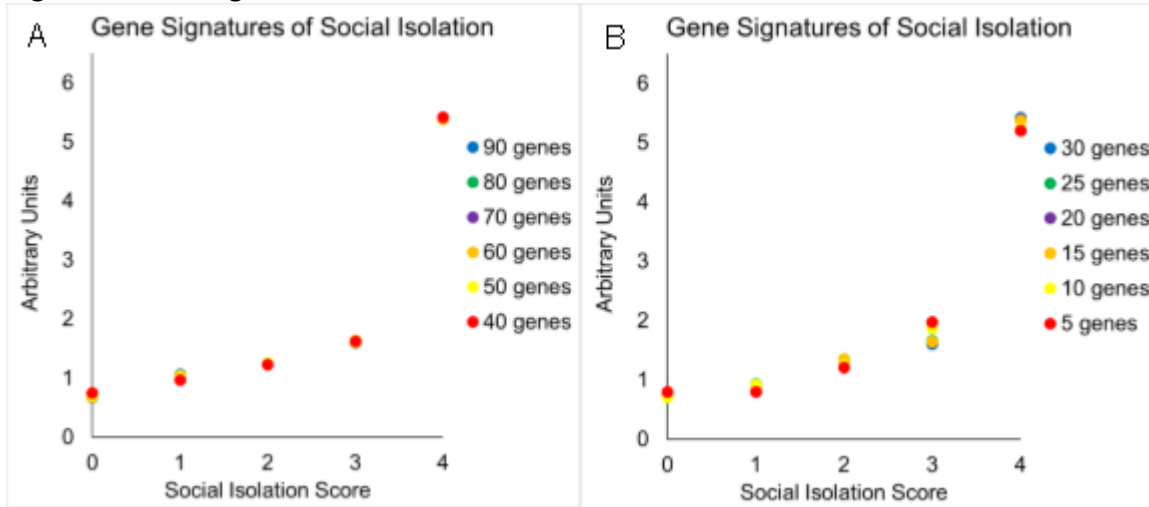 A
Gene Signatures of Social Isolation
6
5
4
3
2
1
0
Arbitrary Units
0 1 2 3 4
Social Isolation Score
90 genes
80 genes
70 genes
60 genes
50 genes
40 genes
B
Gene Signatures of Social Isolation
6
5
4
3
2
1
0
Arbitrary Units
0 1 2 3 4
Social Isolation Score
30 genes
25 genes
20 genes
15 genes
10 genes
5 genes